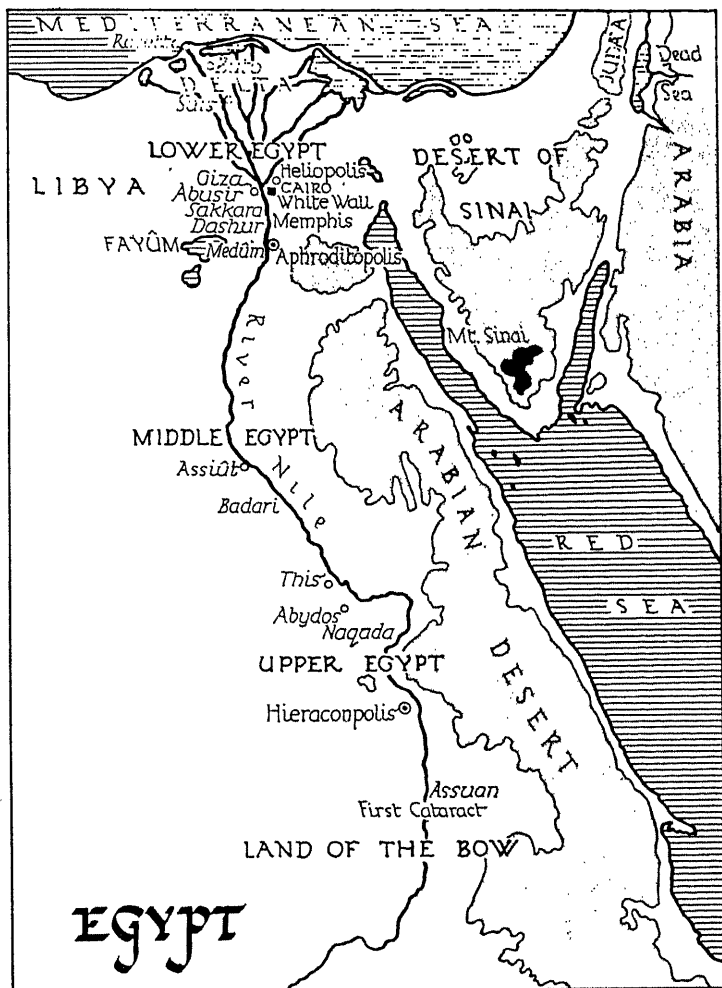 MEDITERRANEAN SEA
DELTA
JUDAEA
Dead
Sea
ARABIA
LOWER EGYPT
DESERT OF
SINAI
LIBYA
Giza
Heliopolis
CAIRO
Abusir
White Wall
Sakkara
Memphis
Dashur
FAYÛM
Medûm
Aphroditopolis
Mt. Sinai
River Nile
MIDDLE EGYPT
ARABIAN DESERT
Assiût
Badari
RED
SEA
This
Abydos
Naqada
UPPER EGYPT
Hieraconpolis
Assuan
First Cataract
LAND OF THE BOW
EGYPT